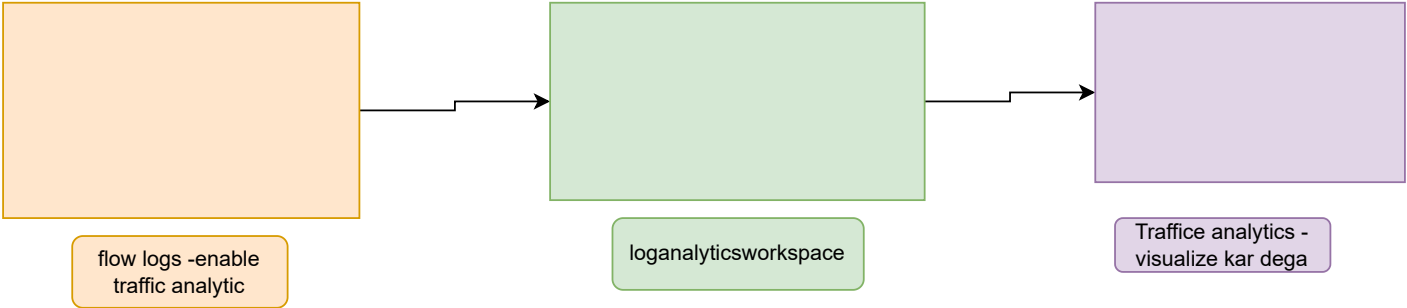 flow logs -enable
traffic analytic
loganalyticsworkspace
Traffice analytics -
visualize kar dega